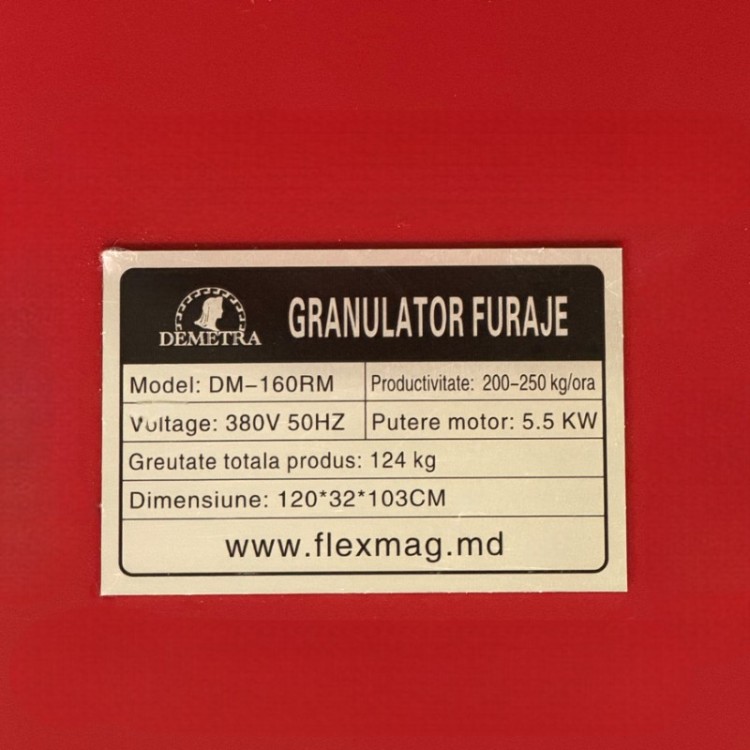 DEMETRA
GRANULATOR FURAJE
Model: DM-160RM
Productivitate: 200-250 kg/ora
Voltage: 380V 50HZ
Putere motor: 5.5 KW
Greutate totala produs: 124 kg
Dimensiune: 120*32*103CM
www.flexmag.md